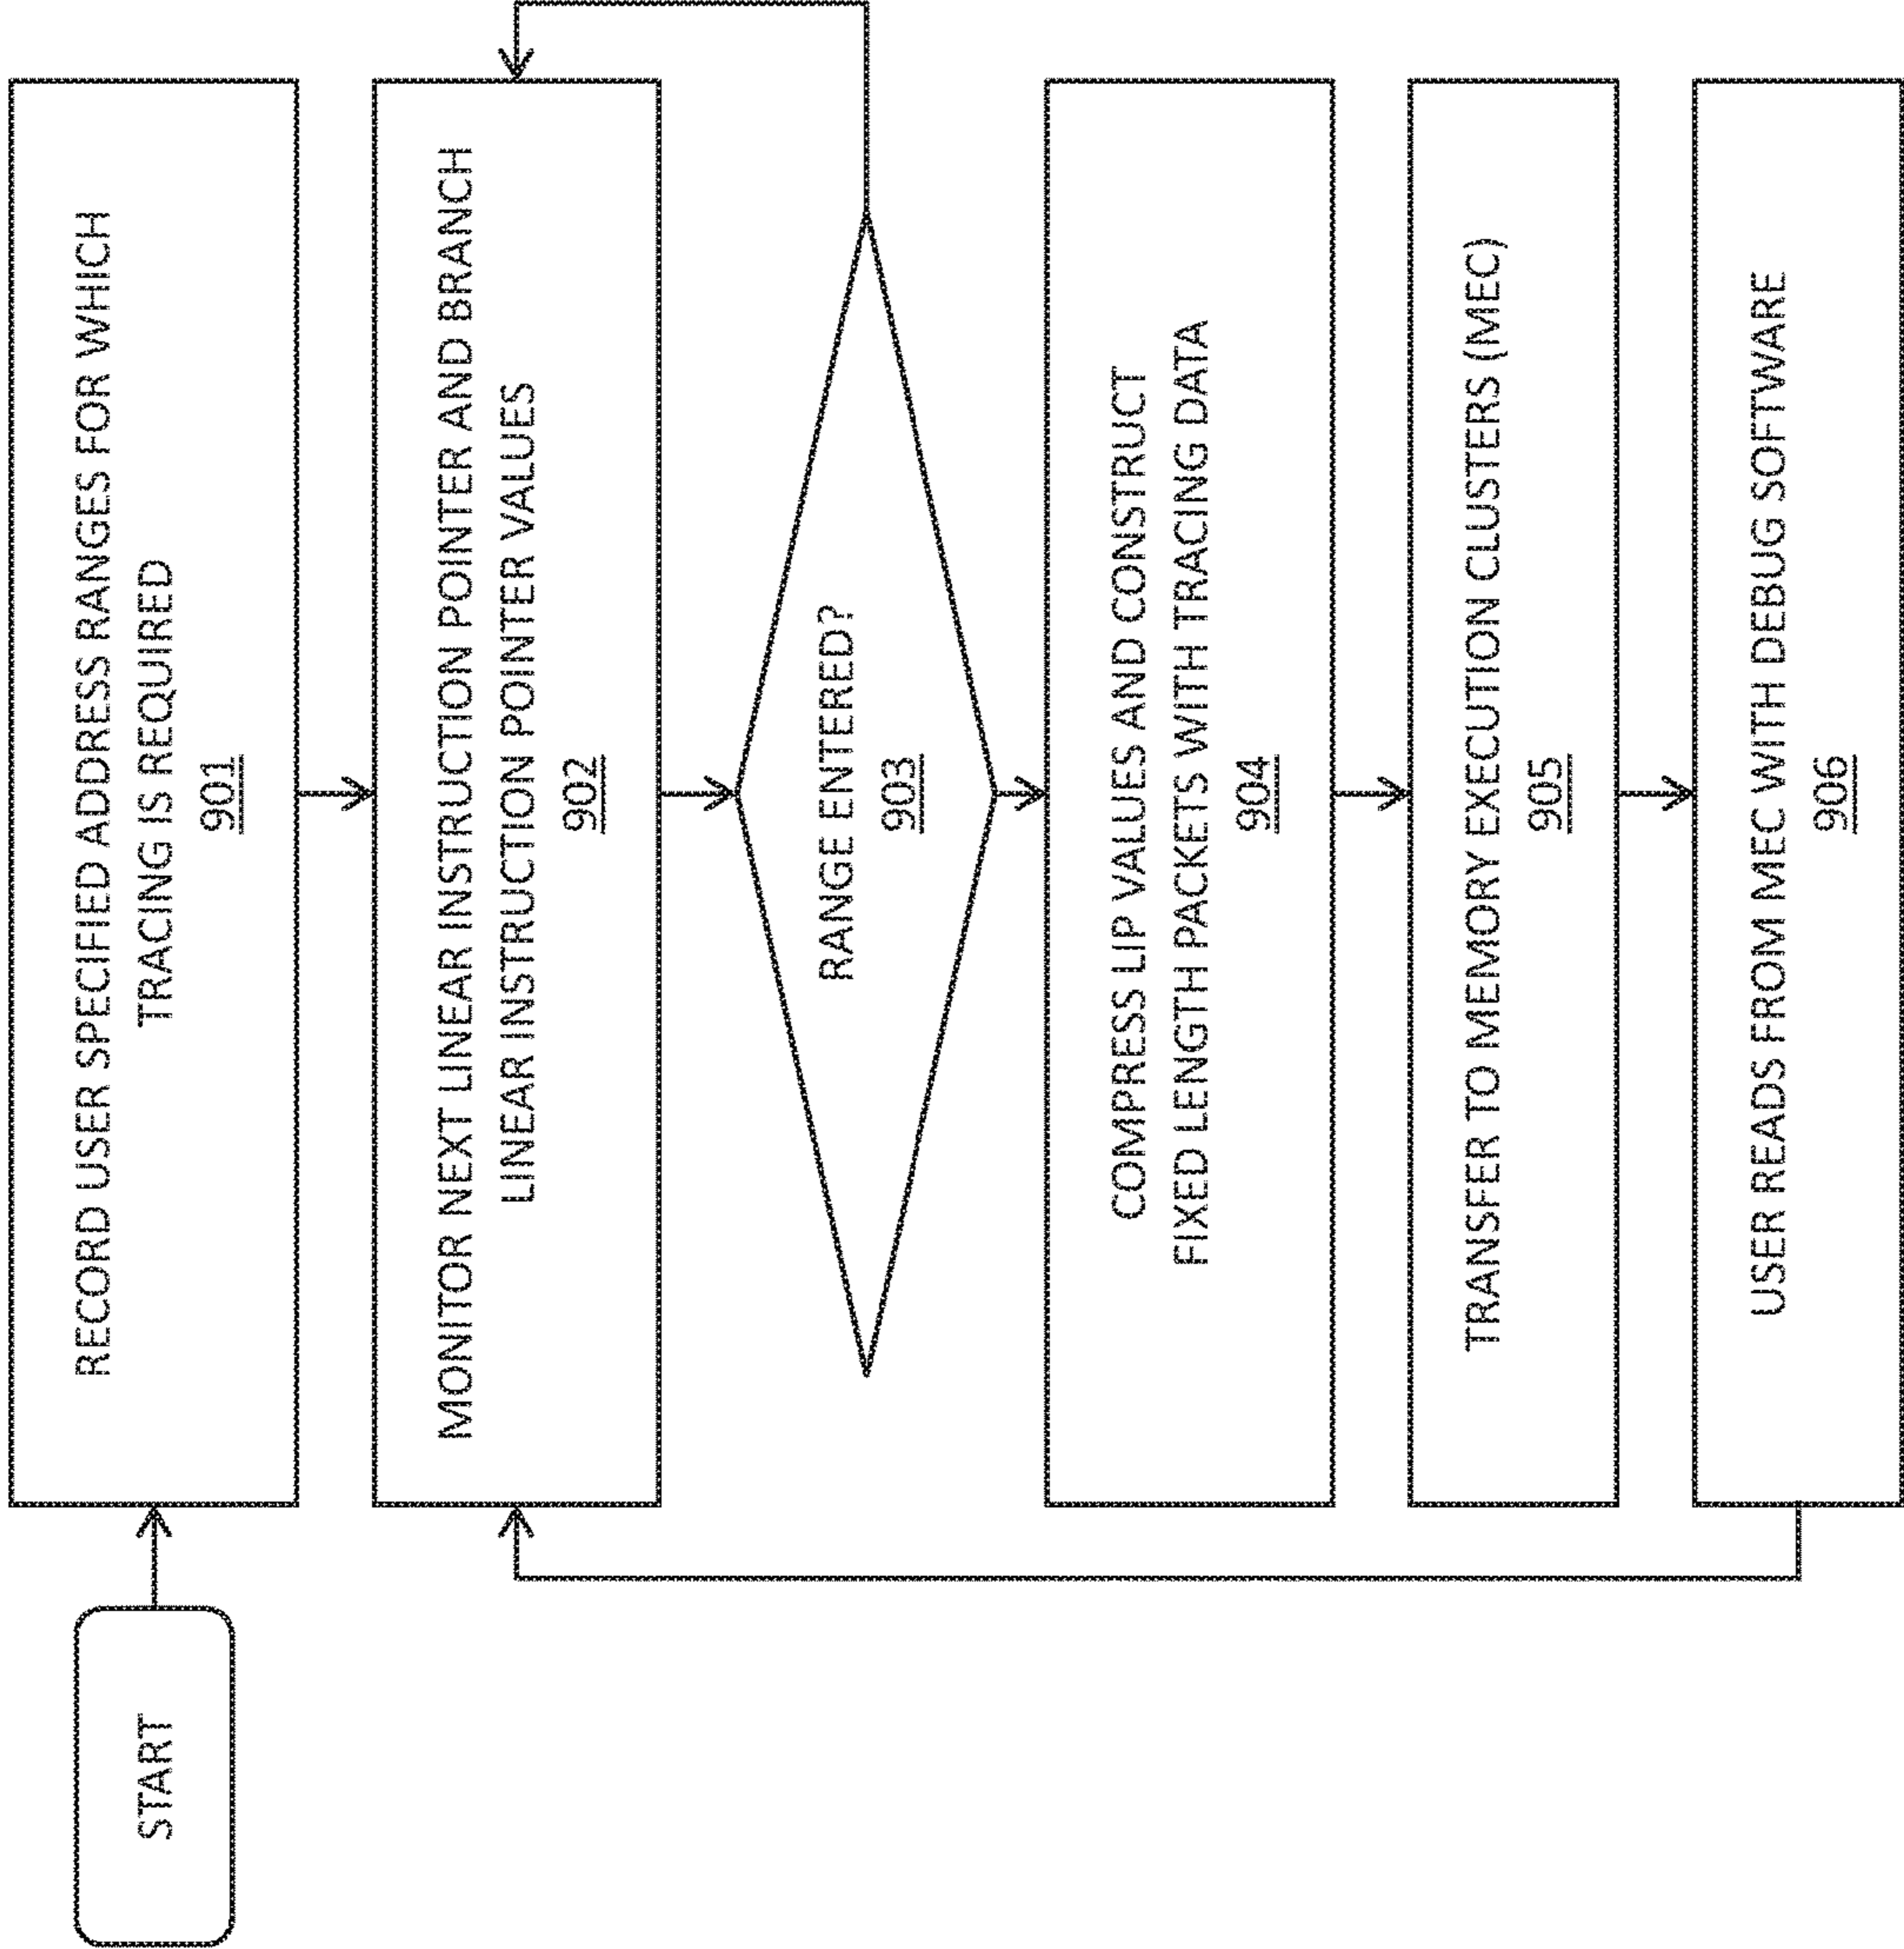 START
RECORD USER SPECIFIED ADDRESS RANGES FOR WHICH
TRACING IS REQUIRED
901
MONITOR NEXT LINEAR INSTRUCTION POINTER AND BRANCH
LINEAR INSTRUCTION POINTER VALUES
902
RANGE ENTERED?
903
COMPRESS LIP VALUES AND CONSTRUCT
FIXED LENGTH PACKETS WITH TRACING DATA
904
TRANSFER TO MEMORY EXECUTION CLUSTERS (MEC)
905
USER READS FROM MEC WITH DEBUG SOFTWARE
906